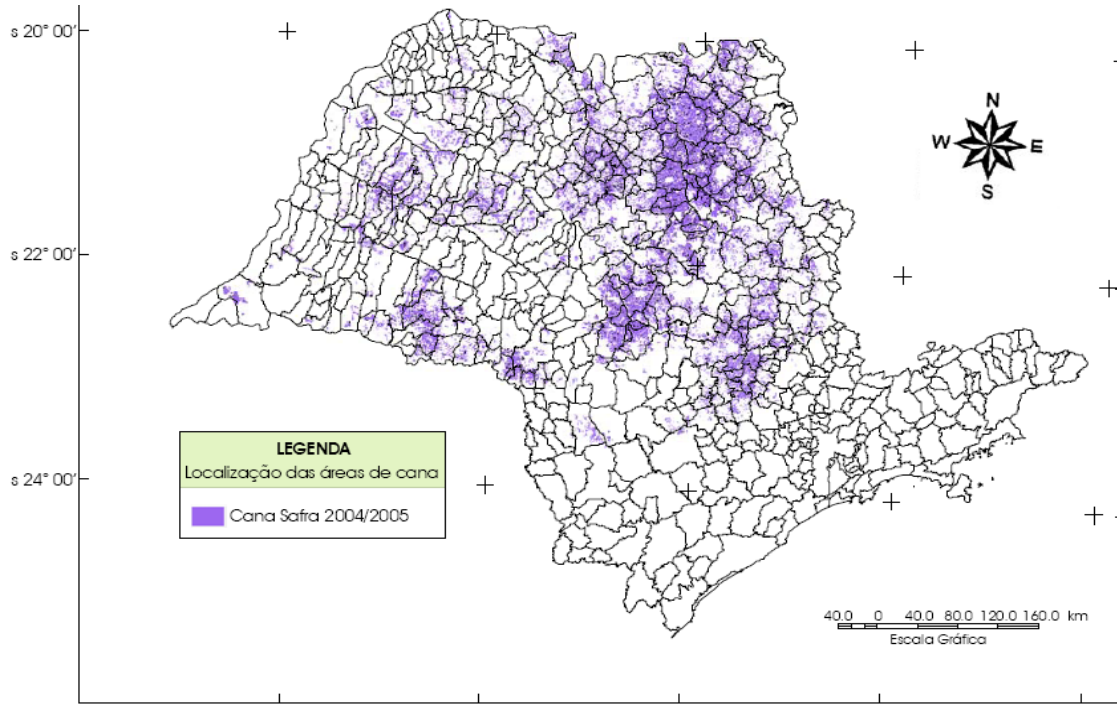 s 20° 00'
N
W E
S
s 22° 00'
LEGENDA
Localização das áreas de cana
Cana Safra 2004/2005
s 24° 00'
40.0 0 40.0 80.0 120.0 160.0 km
Escala Gráfica